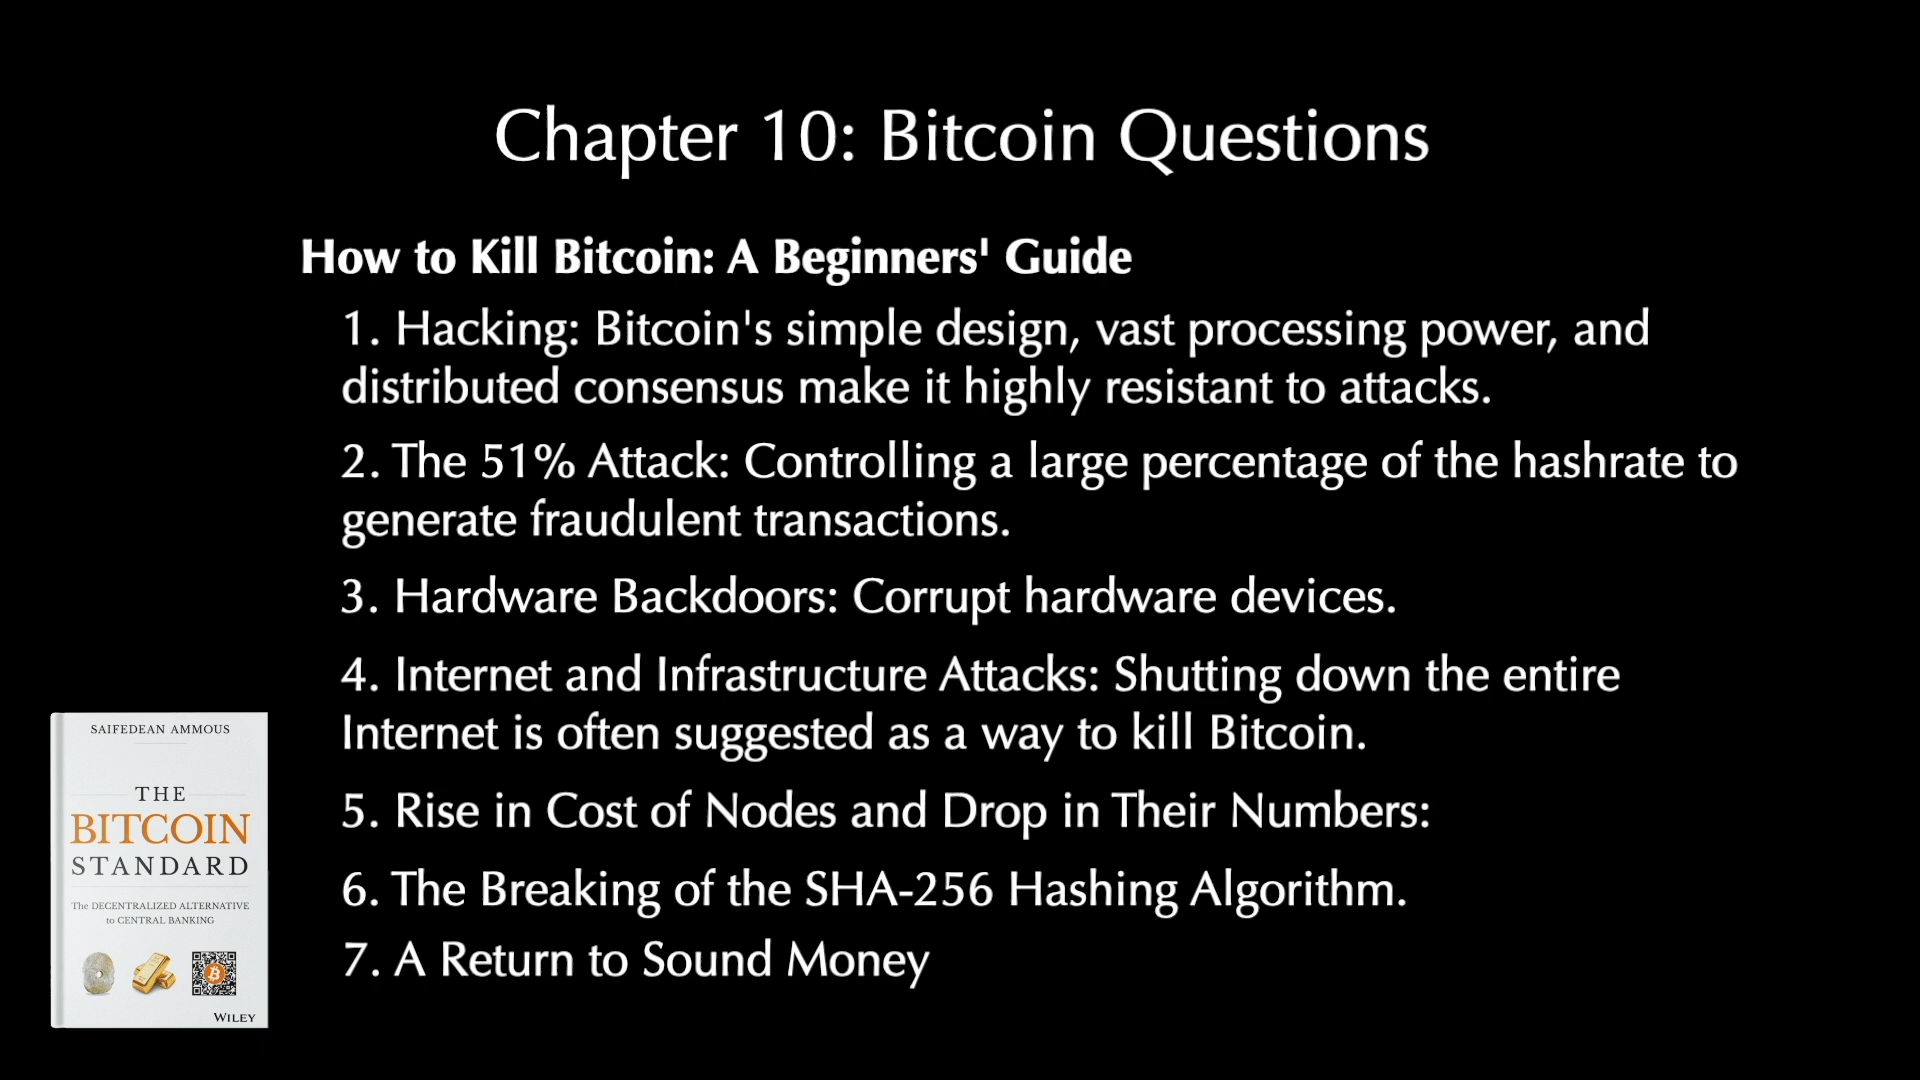 Chapter 10: Bitcoin Questions
How to Kill Bitcoin: A Beginners' Guide
1. Hacking: Bitcoin's simple design, vast processing power, and
distributed consensus make it highly resistant to attacks.
2. The 51% Attack: Controlling a large percentage of the hashrate to
generate fraudulent transactions.
3. Hardware Backdoors: Corrupt hardware devices.
4. Internet and Infrastructure Attacks: Shutting down the entire
Internet is often suggested as a way to kill Bitcoin.
5. Rise in Cost of Nodes and Drop in Their Numbers:
6. The Breaking of the SHA-256 Hashing Algorithm.
7. A Return to Sound Money
SAIFEDEAN AMMOUS
THE
BITCOIN
STANDARD
The DECENTRALIZED ALTERNATIVE
to CENTRAL BANKING
WILEY